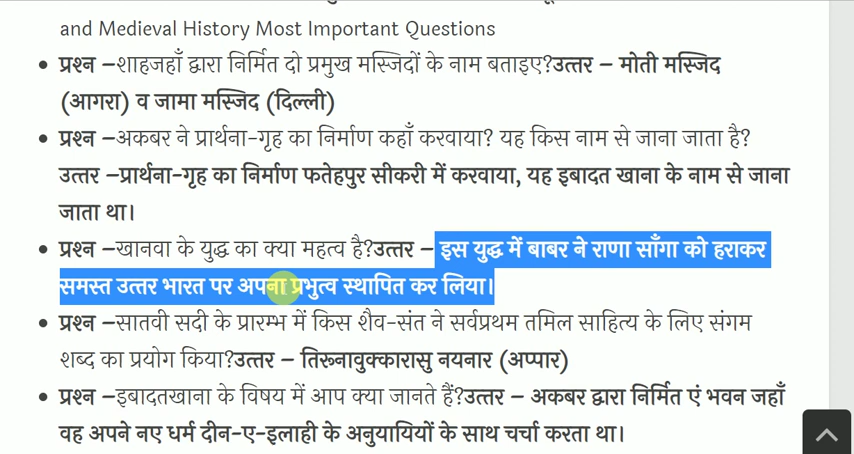 and Medieval History Most Important Questions
प्रश्न –शाहजहाँ द्वारा निर्मित दो प्रमुख मस्जिदों के नाम बताइए?उत्तर – मोती मस्जिद
(आगरा) व जामा मस्जिद (दिल्ली)
प्रश्न –अकबर ने प्रार्थना-गृह का निर्माण कहाँ करवाया? यह किस नाम से जाना जाता है?
उत्तर –प्रार्थना-गृह का निर्माण फतेहपुर सीकरी में करवाया, यह इबादत खाना के नाम से जाना
जाता था।
प्रश्न –खानवा के युद्ध का क्या महत्व है?उत्तर – इस युद्ध में बाबर ने राणा साँगा को हराकर
समस्त उत्तर भारत पर अपना प्रभुत्व स्थापित कर लिया।
प्रश्न –सातवी सदी के प्रारम्भ में किस शैव-संत ने सर्वप्रथम तमिल साहित्य के लिए संगम
शब्द का प्रयोग किया?उत्तर – तिरूनावुक्कारासु नयनार (अप्पार)
प्रश्न –इबादतखाना के विषय में आप क्या जानते हैं?उत्तर – अकबर द्वारा निर्मित एं भवन जहाँ
वह अपने नए धर्म दीन-ए-इलाही के अनुयायियों के साथ चर्चा करता था।